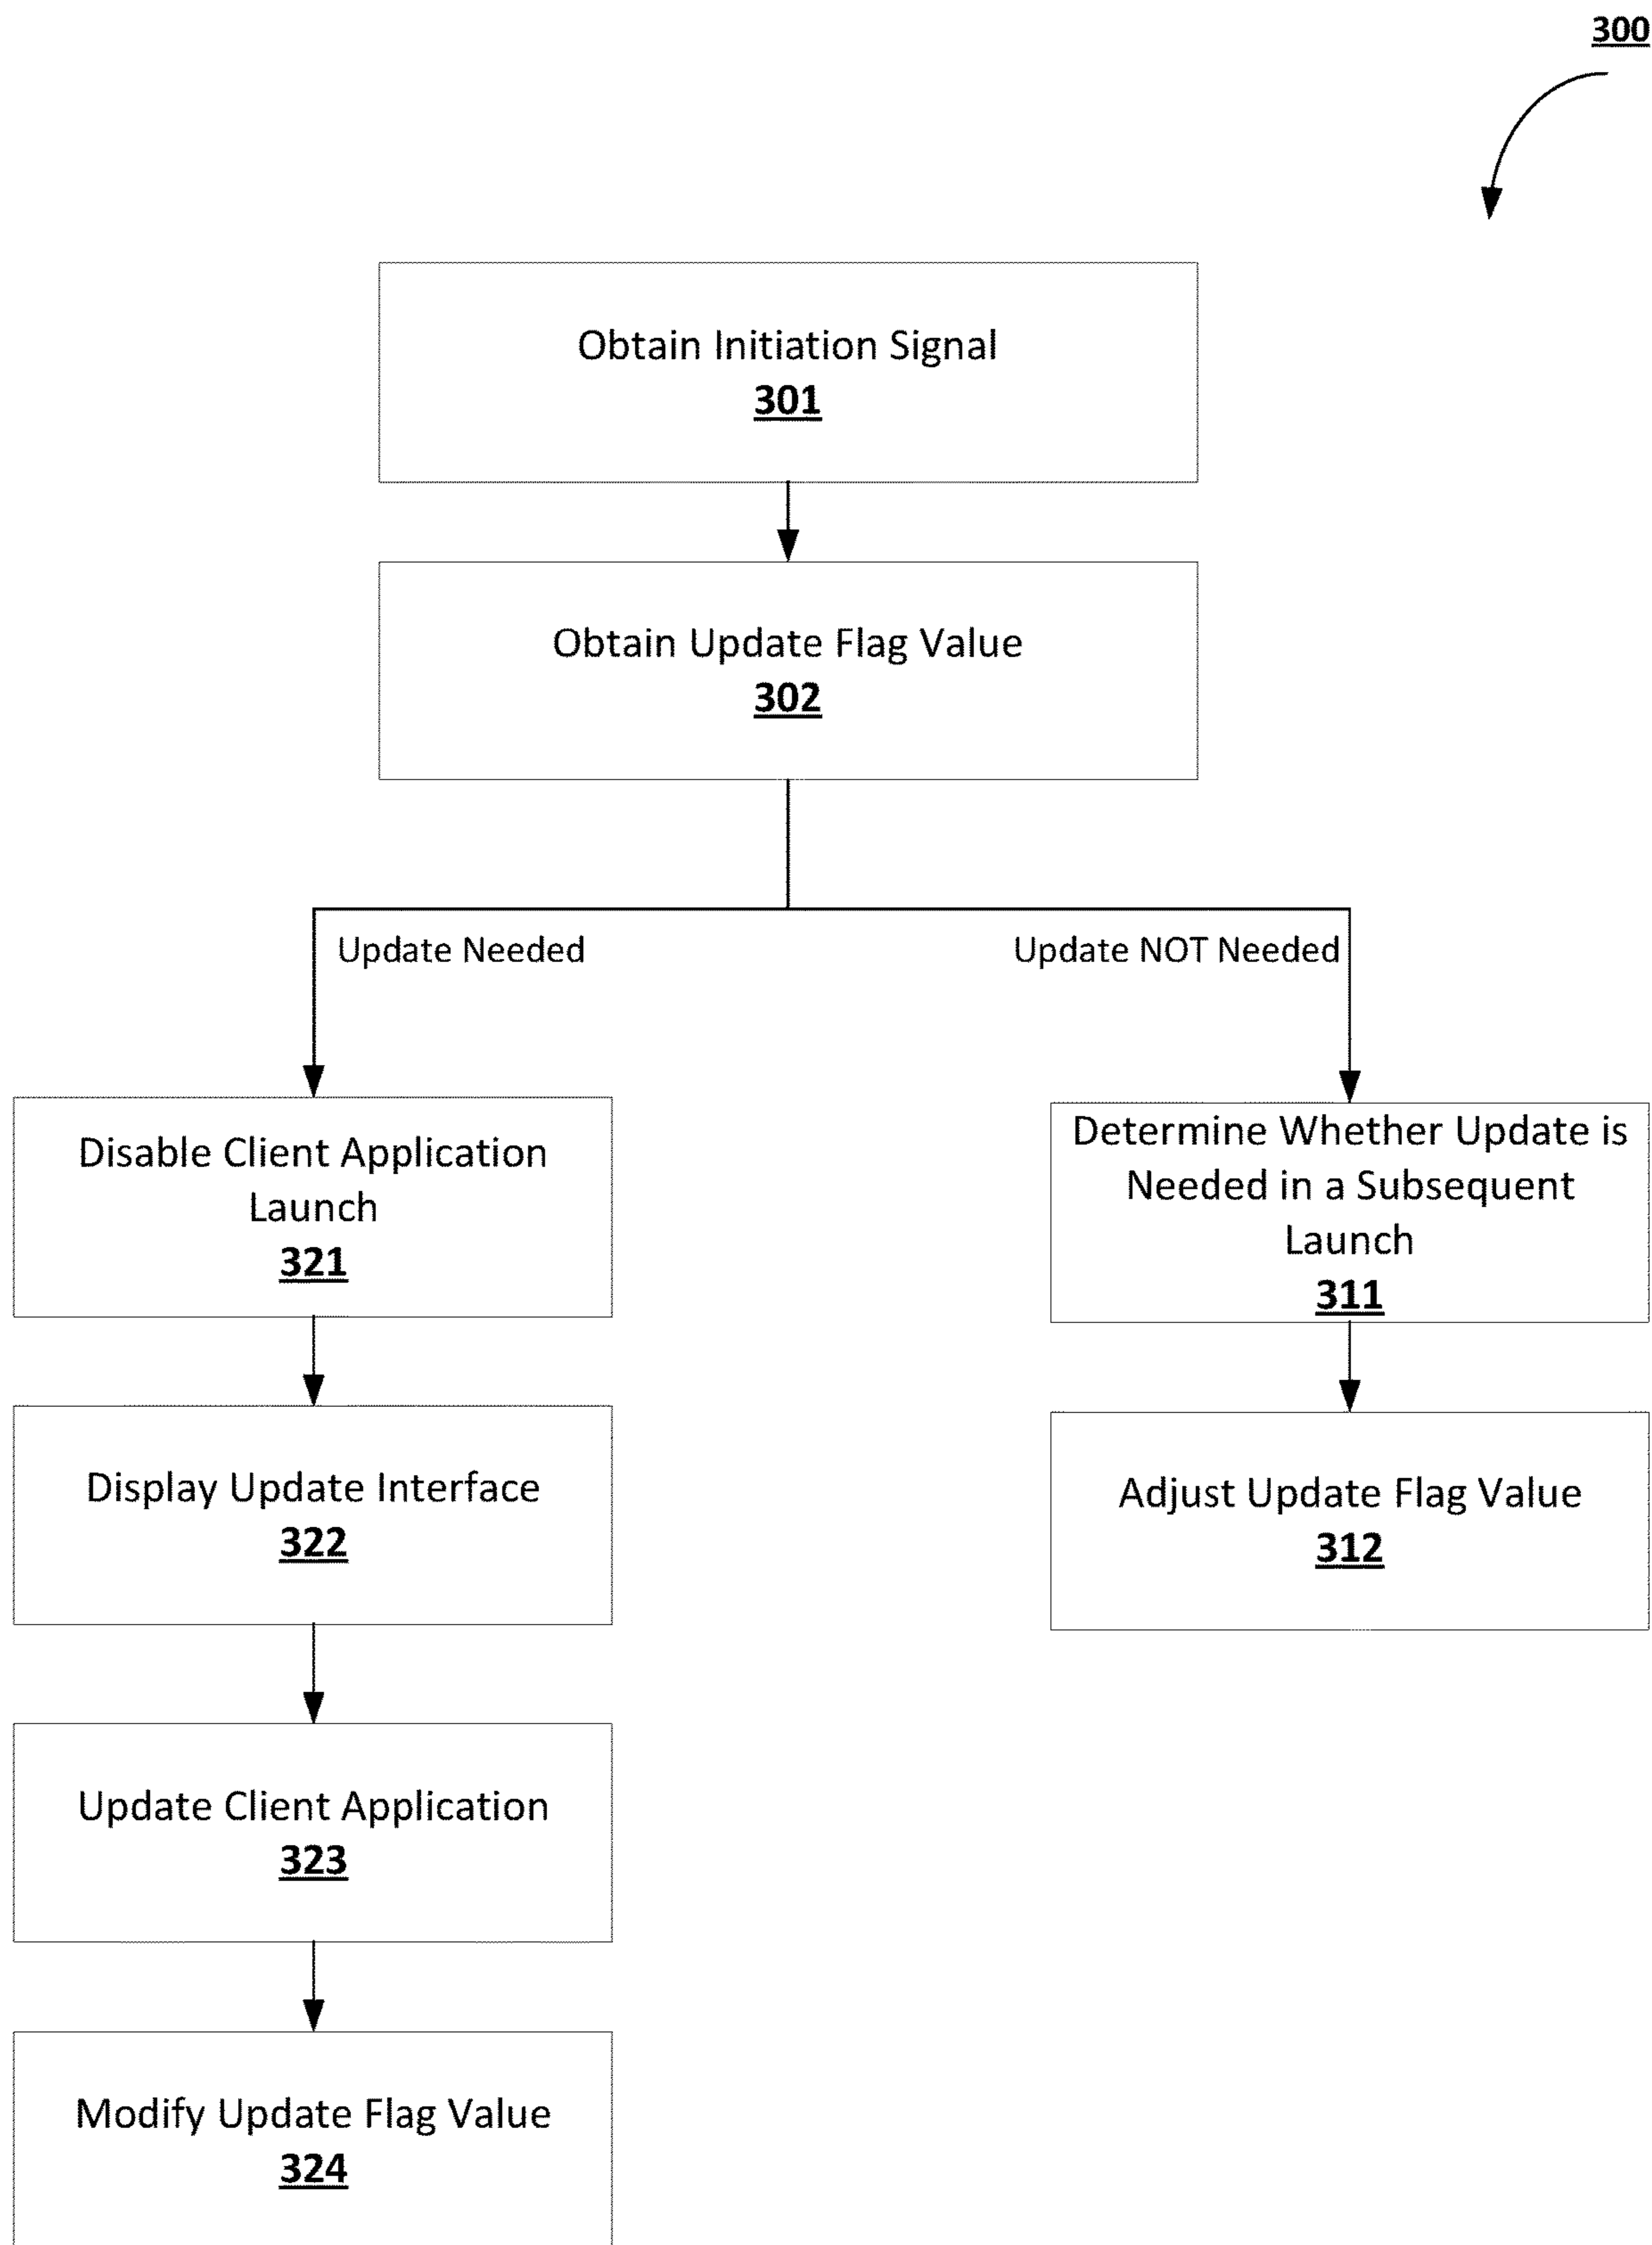 300
Obtain Initiation Signal
301
Obtain Update Flag Value
302
Update Needed
Update NOT Needed
Disable Client Application
Launch
321
Determine Whether Update is
Needed in a Subsequent
Launch
311
Display Update Interface
322
Adjust Update Flag Value
312
Update Client Application
323
Modify Update Flag Value
324